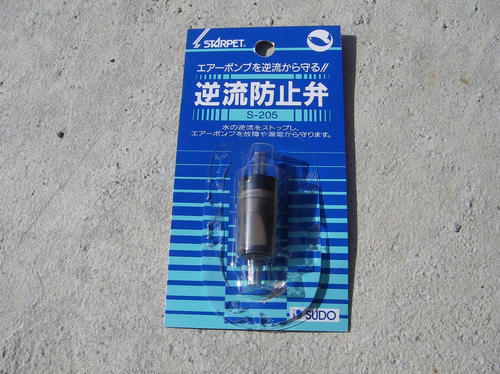 STARPET
エアーポンプを逆流から守る!!
逆流防止弁
S-205
水の逆流をストップし、
エアーポンプを故障や漏電から守ります。
SUDO